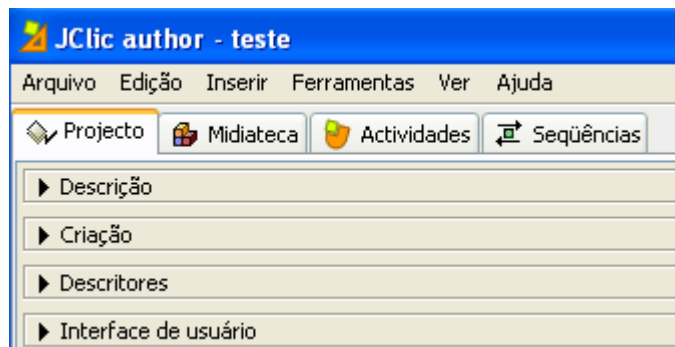 JClic author - teste
Arquivo Edição Inserir Ferramentas Ver Ajuda
Projecto Midiateca Actividades Seqüências
Descrição
Criação
Descritores
Interface de usuário